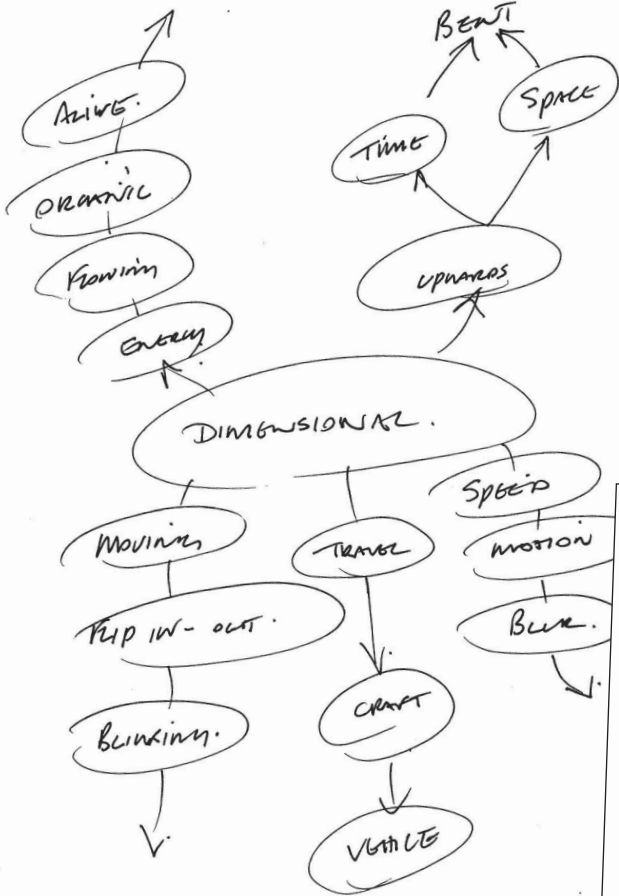 BENT
ALIVE.
SPACE
TIME
ORGANIC
FLOWING
UPWARDS
ENERGY.
DIMENSIONAL.
SPEED
MOVING
TRAVEL
MOTION
FLIP IN-OUT.
BLUR.
CRAFT
BLINKING.
VEHICLE